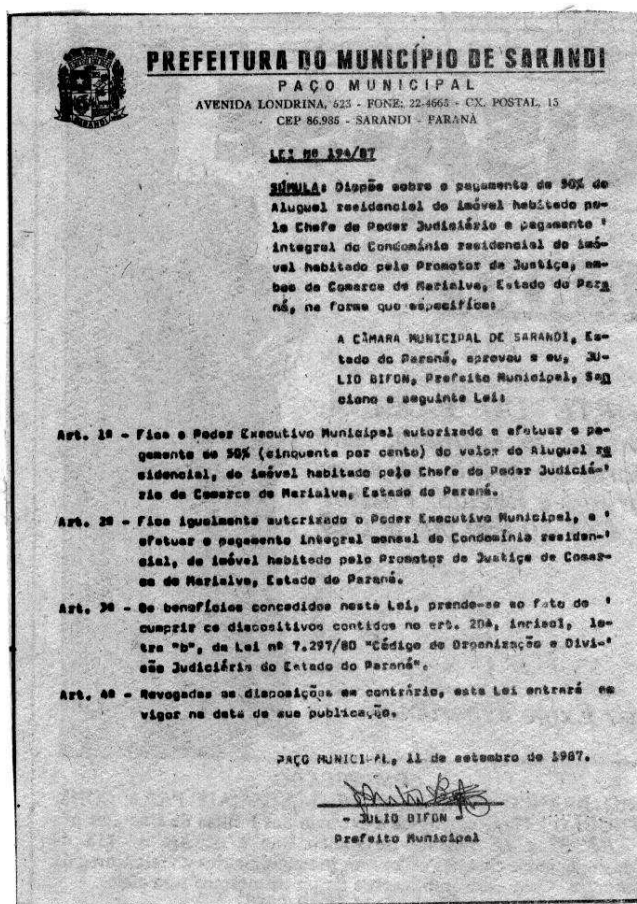 PREFEITURA DO MUNICÍPIO DE SARANDI
PAÇO MUNICIPAL
AVENIDA LONDRINA, 523 - FONE: 22-4665 - CX. POSTAL, 15
CEP 86.985 - SARANDI - PARANÁ
LEI Nº 194/87
SÚMULA: Dispõe sobre o pagamento de 50% do
Aluguel residencial do imóvel habitado pe-
lo Chefe do Poder Judiciário e pagamento '
integral do Condomínio residencial do imó-
vel habitado pelo Promotor de Justiça, am-
bos da Comarca de Marialva, Estado do Para
ná, na forma que especifica:
A CÂMARA MUNICIPAL DE SARANDI, Es-
tado do Paraná, aprovou e eu, JU-
LIO BIFON, Prefeito Municipal, San
ciono a seguinte Lei:
Art. 1º - Fica o Poder Executivo Municipal autorizado a efetuar o pa-
gamento de 50% (cinquenta por cento) do valor do Aluguel re
sidencial, do imóvel habitado pelo Chefe do Poder Judiciá-'
rio da Comarca de Marialva, Estado do Paraná.
Art. 2º - Fica igualmente autorizado o Poder Executivo Municipal, a '
efetuar o pagamento integral mensal do Condomínio residen-'
cial, do imóvel habitado pelo Promotor de Justiça da Comar-
ca de Marialva, Estado do Paraná.
Art. 3º - Os benefícios concedidos nesta Lei, prende-se ao fato de '
cumprir os dispositivos contidos no art. 204, inciso I, le-
tra "b", da Lei nº 7.297/80 "Código de Organização e Divi-'
são Judiciária do Estado do Paraná".
Art. 4º - Revogadas as disposições em contrário, esta Lei entrará em
vigor na data de sua publicação.
PAÇO MUNICIPAL, 11 de setembro de 1987.
- JULIO BIFON -
Prefeito Municipal